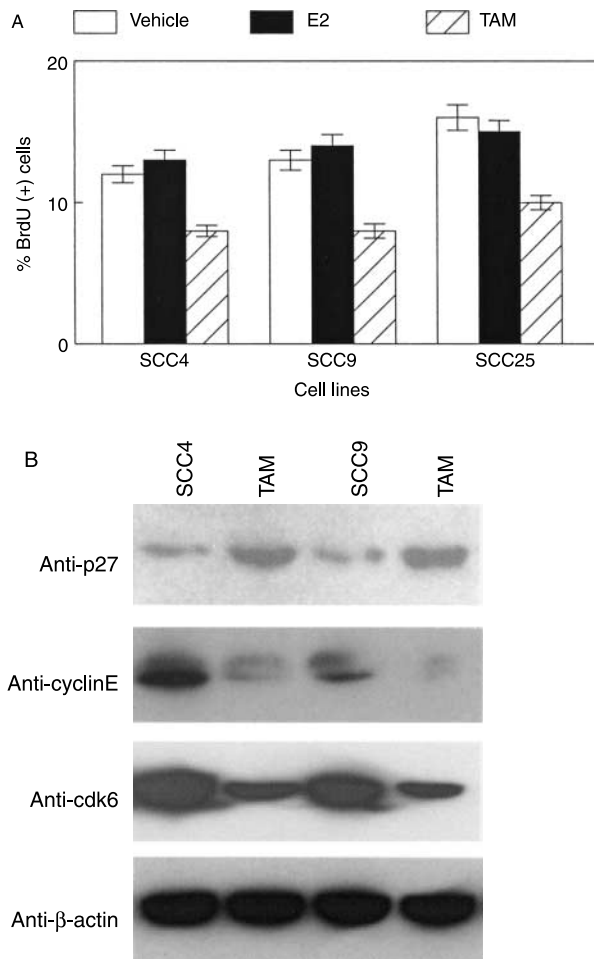 A
Vehicle E2 TAM
% BrdU (+) cells
20
10
0
SCC4 SCC9 SCC25
Cell lines
B
SCC4 TAM SCC9 TAM
Anti-p27
Anti-cyclinE
Anti-cdk6
Anti-β-actin